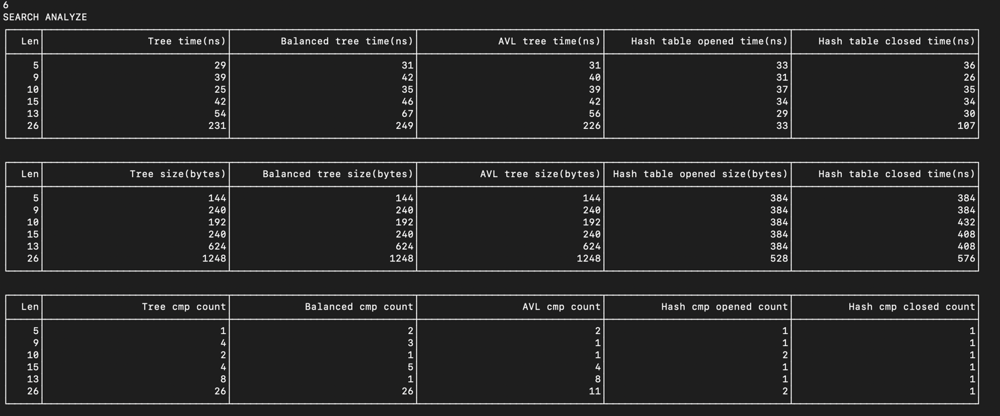 6
SEARCH ANALYZE
Len Tree time(ns) Balanced tree time(ns) AVL tree time(ns) Hash table opened time(ns) Hash table closed time(ns)
5 29 31 31 33 36
9 39 42 40 31 26
10 25 35 39 37 35
15 42 46 42 34 34
13 54 67 56 29 30
26 231 249 226 33 107
Len Tree size(bytes) Balanced tree size(bytes) AVL tree size(bytes) Hash table opened size(bytes) Hash table closed time(ns)
5 144 144 144 384 384
9 240 240 240 384 384
10 192 192 192 384 432
15 240 240 240 384 408
13 624 624 624 384 408
26 1248 1248 1248 528 576
Len Tree cmp count Balanced cmp count AVL cmp count Hash cmp opened count Hash cmp closed count
5 1 2 2 1 1
9 4 3 1 1 1
10 2 1 1 2 1
15 4 5 4 1 1
13 8 1 8 1 1
26 26 26 11 2 1